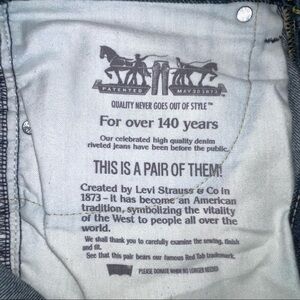 PATENTED MAY 20 1873
QUALITY NEVER GOES OUT OF STYLE™
For over 140 years
Our celebrated high quality denim
riveted jeans have been before the public.
THIS IS A PAIR OF THEM!
Created by Levi Strauss & Co in
1873 – it has become an American
tradition, symbolizing the vitality
of the West to people all over the
world.
We shall thank you to carefully examine the sewing, finish
and fit.
See that this pair bears our famous Red Tab trademark.
PLEASE DONATE WHEN NO LONGER NEEDED